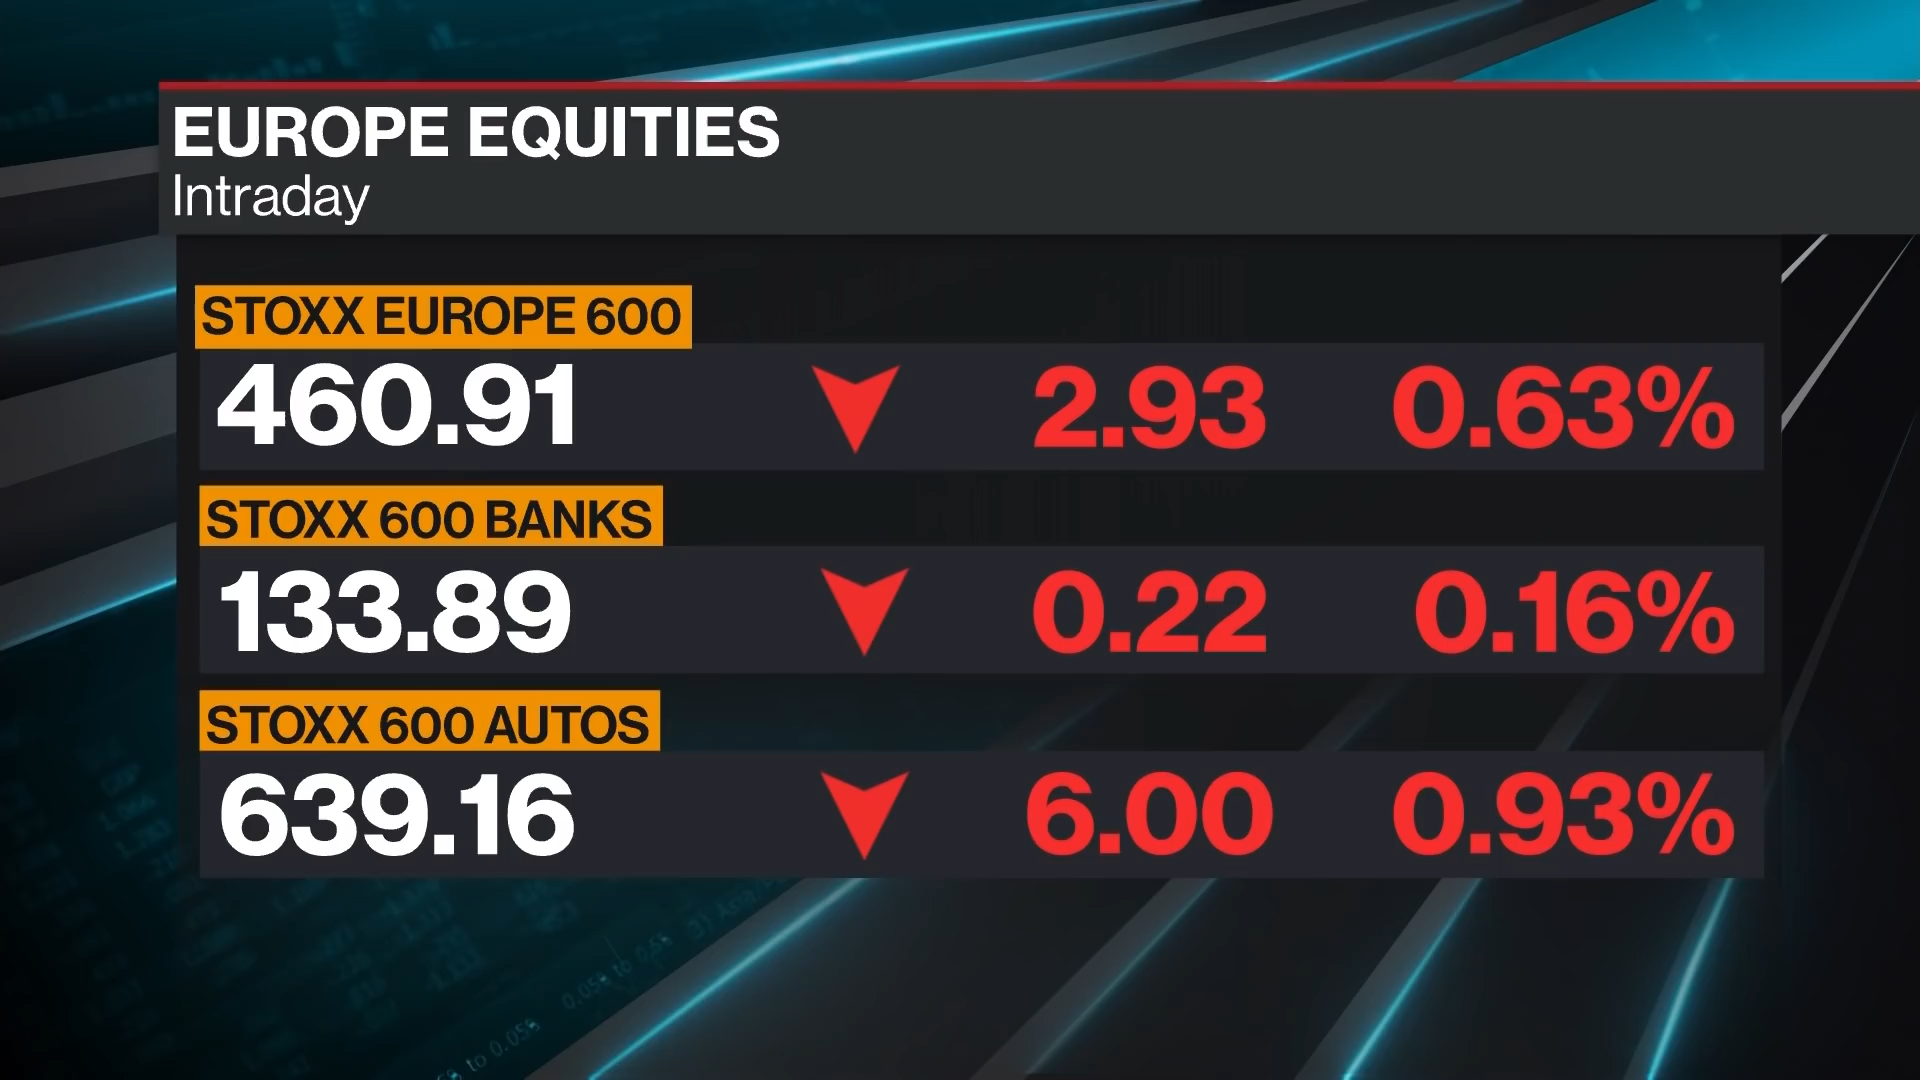 EUROPE EQUITIES
Intraday
STOXX EUROPE 600
460.91 2.93 0.63%
STOXX 600 BANKS
133.89 0.22 0.16%
STOXX 600 AUTOS
639.16 6.00 0.93%